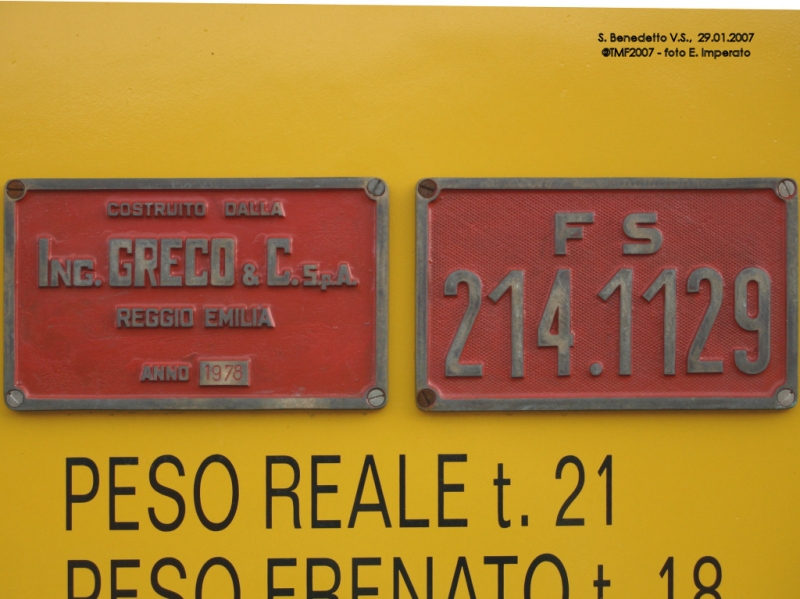 S. Benedetto V.S., 29.01.2007
©TMF2007 - foto E. Imperato
COSTRUITO DALLA
ING. GRECO & C. S.p.A.
REGGIO EMILIA
ANNO 1978
FS
214.1129
PESO REALE t. 21
PESO FRENATO t. 18